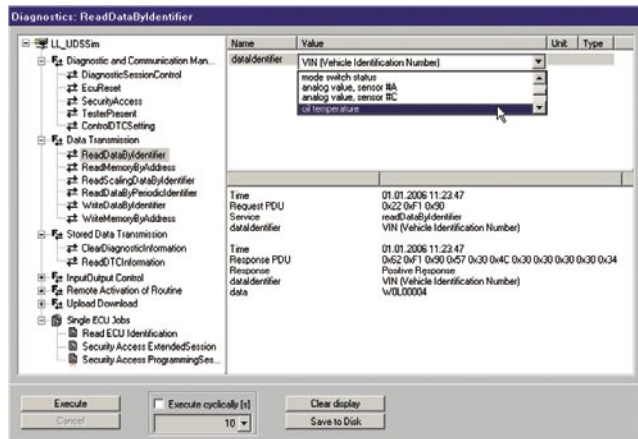 Diagnostics: ReadDataByIdentifier
LL_UDSSim
Diagnostic and Communication Man...
DiagnosticSessionControl
EcuReset
SecurityAccess
TesterPresent
ControlDTCSetting
Data Transmission
ReadDataByIdentifier
ReadMemoryByAddress
ReadScalingDataByIdentifier
ReadDataByPeriodicIdentifier
WriteDataByIdentifier
WriteMemoryByAddress
Stored Data Transmission
ClearDiagnosticInformation
ReadDTCInformation
InputOutput Control
Remote Activation of Routine
Upload Download
Single ECU Jobs
Read ECU Identification
Security Access ExtendedSession
Security Access ProgrammingSes...
Name Value Unit Type
dataIdentifier VIN (Vehicle Identification Number)
mode switch status
analog value, sensor #A
analog value, sensor #C
oil temperature
Time 01.01.2006 11:23:47
Request PDU 0x22 0xF1 0x90
Service readDataByIdentifier
dataIdentifier VIN (Vehicle Identification Number)
Time 01.01.2006 11:23:47
Response PDU 0x62 0xF1 0x90 0x57 0x30 0x4C 0x30 0x30 0x30 0x30 0x34
Response Positive Response
dataIdentifier VIN (Vehicle Identification Number)
data W0L00004
Execute
Cancel
Execute cyclically [s]
10
Clear display
Save to Disk